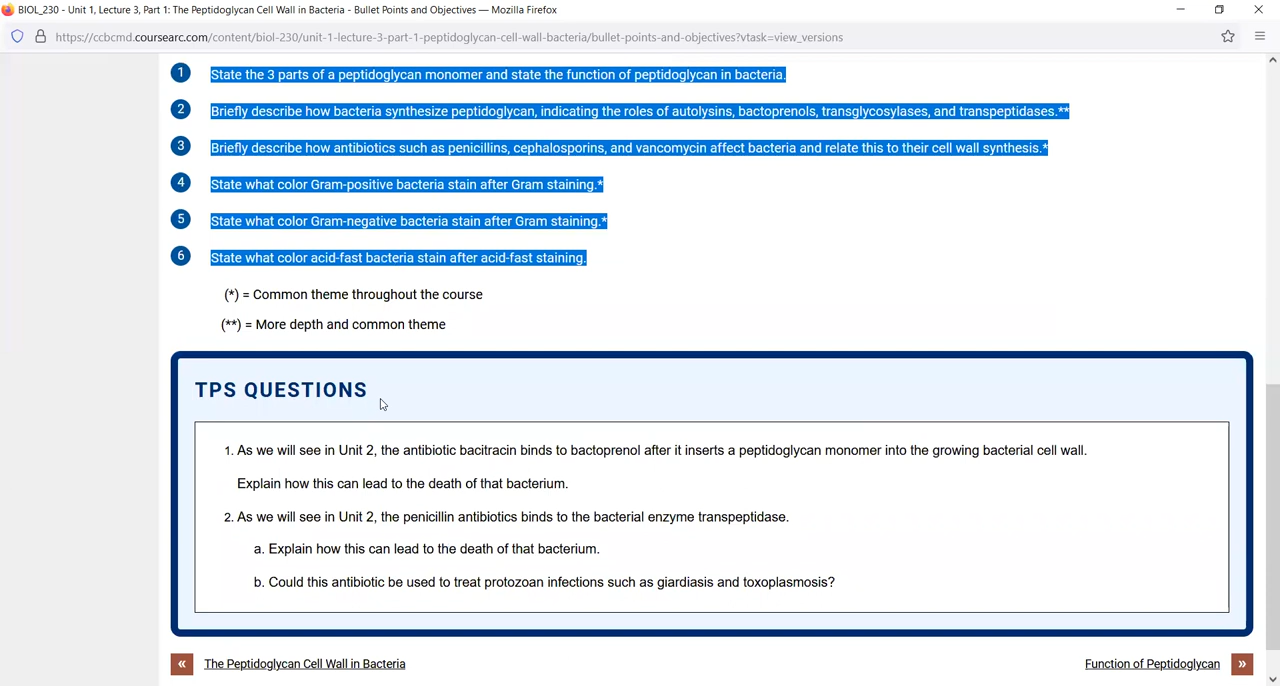 BIOL_230 - Unit 1, Lecture 3, Part 1: The Peptidoglycan Cell Wall in Bacteria - Bullet Points and Objectives — Mozilla Firefox
https://ccbcmd.coursearc.com/content/biol-230/unit-1-lecture-3-part-1-peptidoglycan-cell-wall-bacteria/bullet-points-and-objectives?vtask=view_versions
1 State the 3 parts of a peptidoglycan monomer and state the function of peptidoglycan in bacteria.
2 Briefly describe how bacteria synthesize peptidoglycan, indicating the roles of autolysins, bactoprenols, transglycosylases, and transpeptidases.**
3 Briefly describe how antibiotics such as penicillins, cephalosporins, and vancomycin affect bacteria and relate this to their cell wall synthesis.*
4 State what color Gram-positive bacteria stain after Gram staining.*
5 State what color Gram-negative bacteria stain after Gram staining.*
6 State what color acid-fast bacteria stain after acid-fast staining.
(*) = Common theme throughout the course
(**) = More depth and common theme
TPS QUESTIONS
1. As we will see in Unit 2, the antibiotic bacitracin binds to bactoprenol after it inserts a peptidoglycan monomer into the growing bacterial cell wall.
Explain how this can lead to the death of that bacterium.
2. As we will see in Unit 2, the penicillin antibiotics binds to the bacterial enzyme transpeptidase.
a. Explain how this can lead to the death of that bacterium.
b. Could this antibiotic be used to treat protozoan infections such as giardiasis and toxoplasmosis?
« The Peptidoglycan Cell Wall in Bacteria
Function of Peptidoglycan »